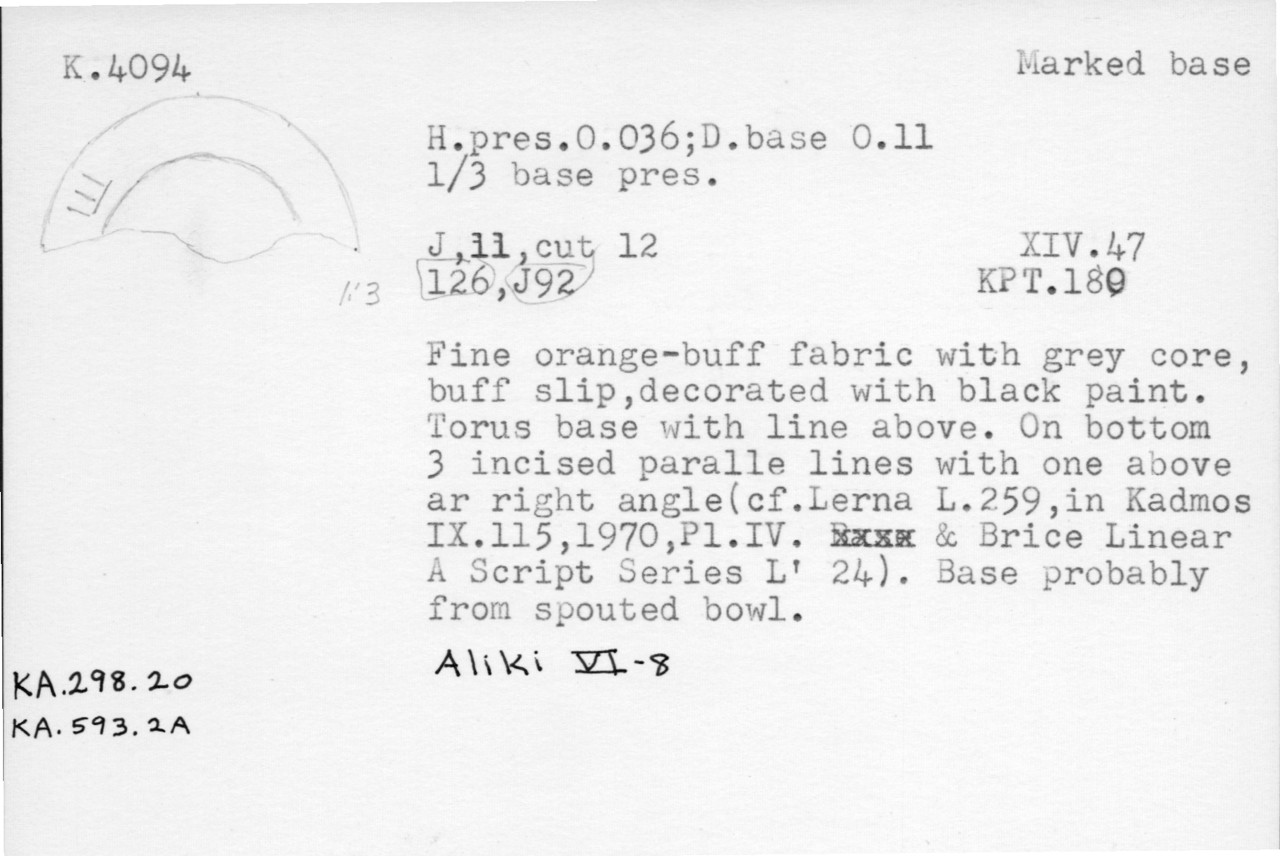 K.4094
Marked base
H.pres.0.036;D.base 0.11
1/3 base pres.
J,11,cut 12
XIV.47
126,J92
KPT.180
Fine orange-buff fabric with grey core,
buff slip,decorated with black paint.
Torus base with line above. On bottom
3 incised paralle lines with one above
ar right angle(cf.Lerna L.259,in Kadmos
IX.115,1970,Pl.IV. & Brice Linear
A Script Series L' 24). Base probably
from spouted bowl.
Aliki VI-8
KA.298.20
KA.593.2A